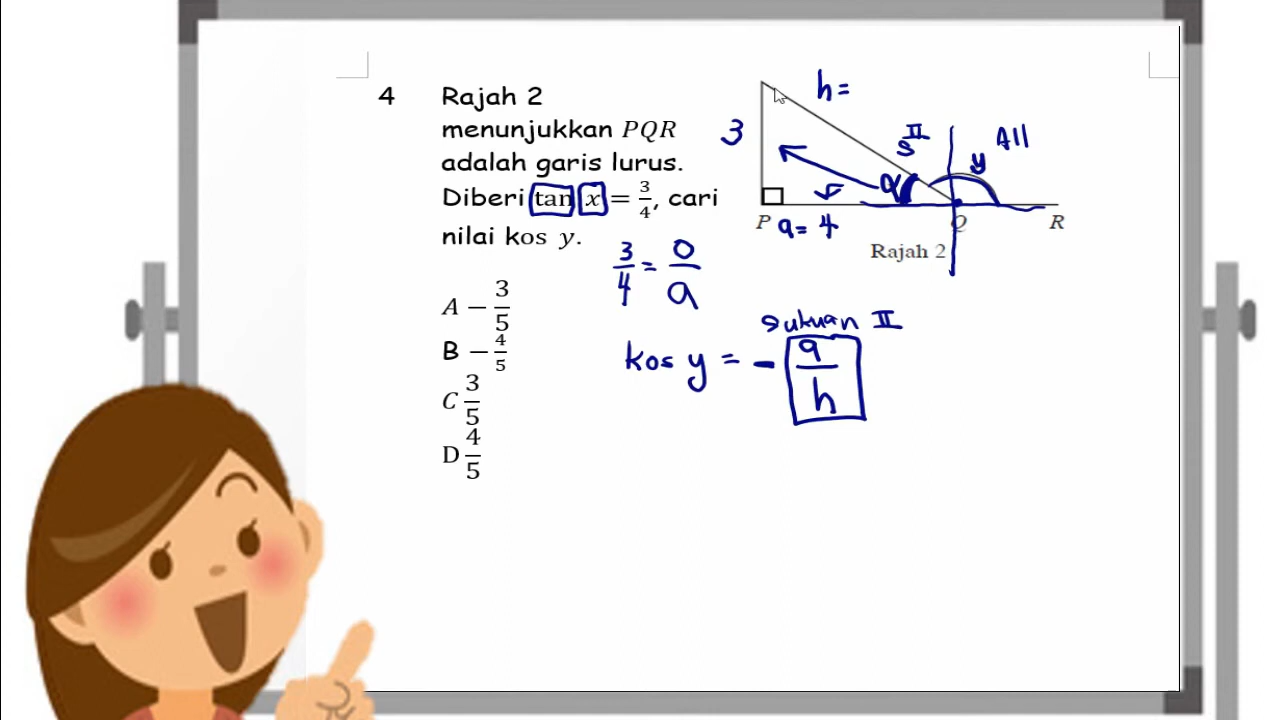 4 Rajah 2
menunjukkan PQR
adalah garis lurus.
Diberi tan x = 3/4, cari
nilai kos y.
A − 3/5
B − 4/5
C 3/5
D 4/5
h =
3
II
S
All
y
P
Q
R
a = 4
Rajah 2
3/4 = o/a
sukuan II
kos y = - a/h